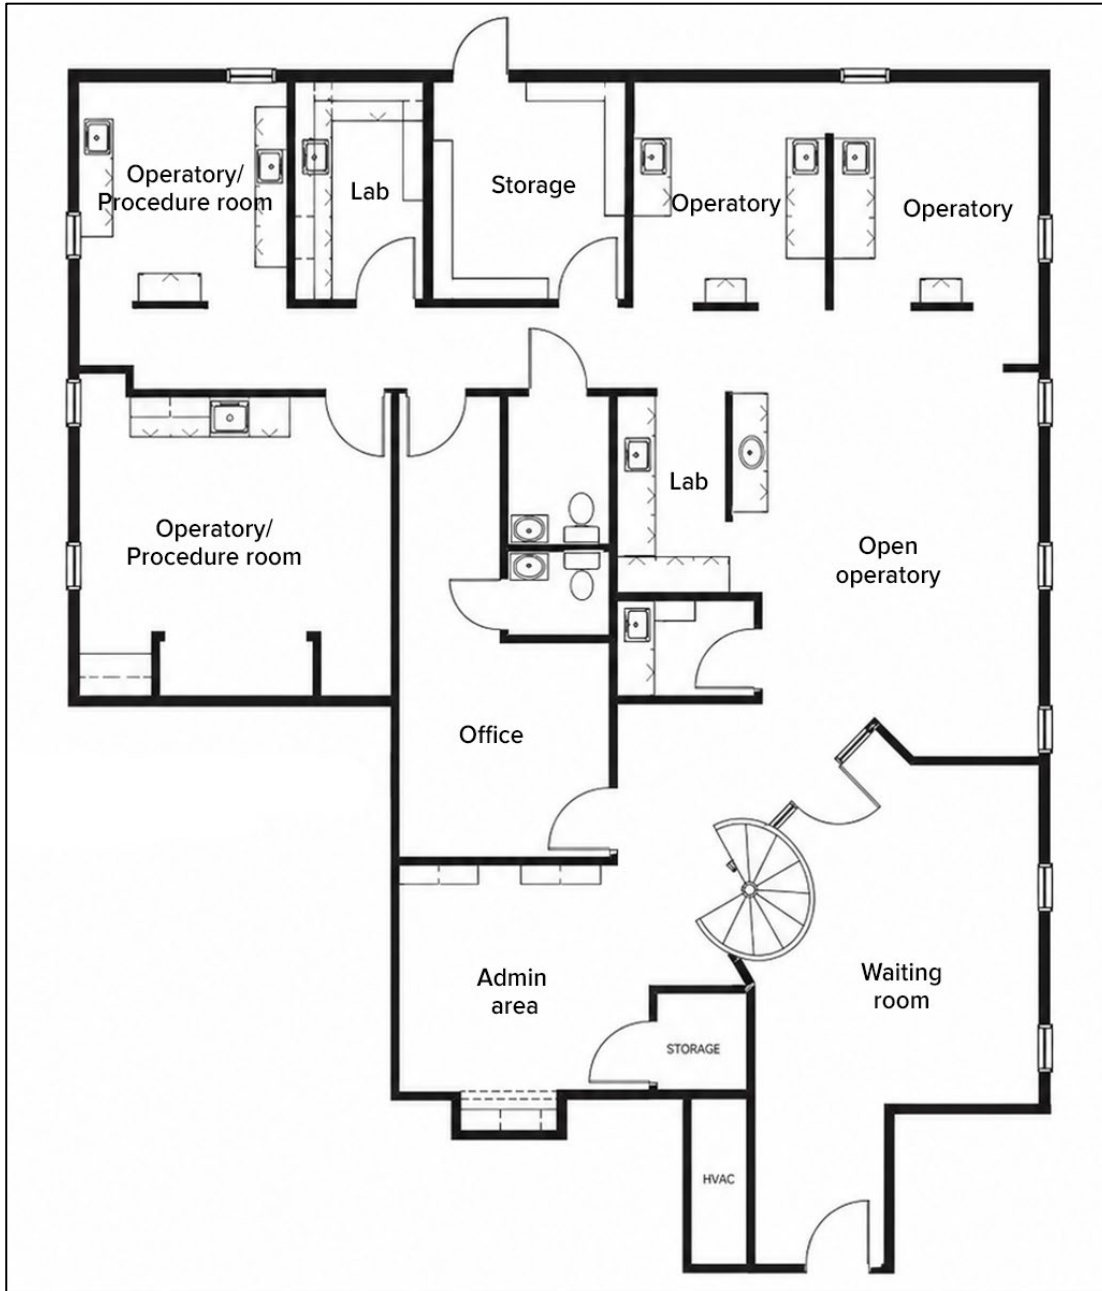 Operatory/
Procedure room
Lab
Storage
Operatory
Operatory
Operatory/
Procedure room
Lab
Open
operatory
Office
Admin
area
Waiting
room
STORAGE
HVAC